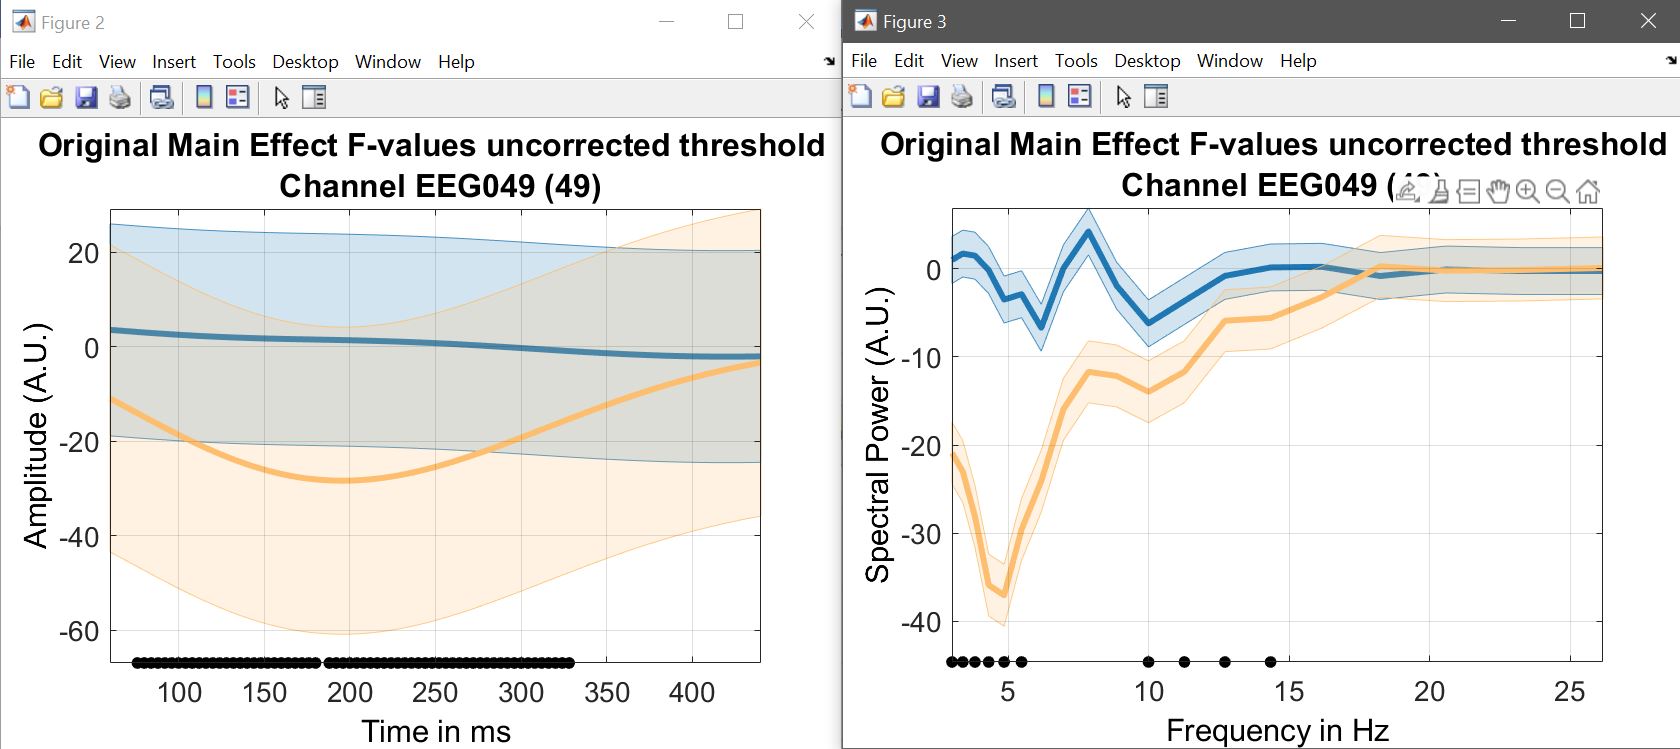 Figure 2
File Edit View Insert Tools Desktop Window Help
Original Main Effect F-values uncorrected threshold
Channel EEG049 (49)
Amplitude (A.U.)
20
0
-20
-40
-60
100 150 200 250 300 350 400
Time in ms
Figure 3
File Edit View Insert Tools Desktop Window Help
Original Main Effect F-values uncorrected threshold
Channel EEG049
Spectral Power (A.U.)
0
-10
-20
-30
-40
5 10 15 20 25
Frequency in Hz